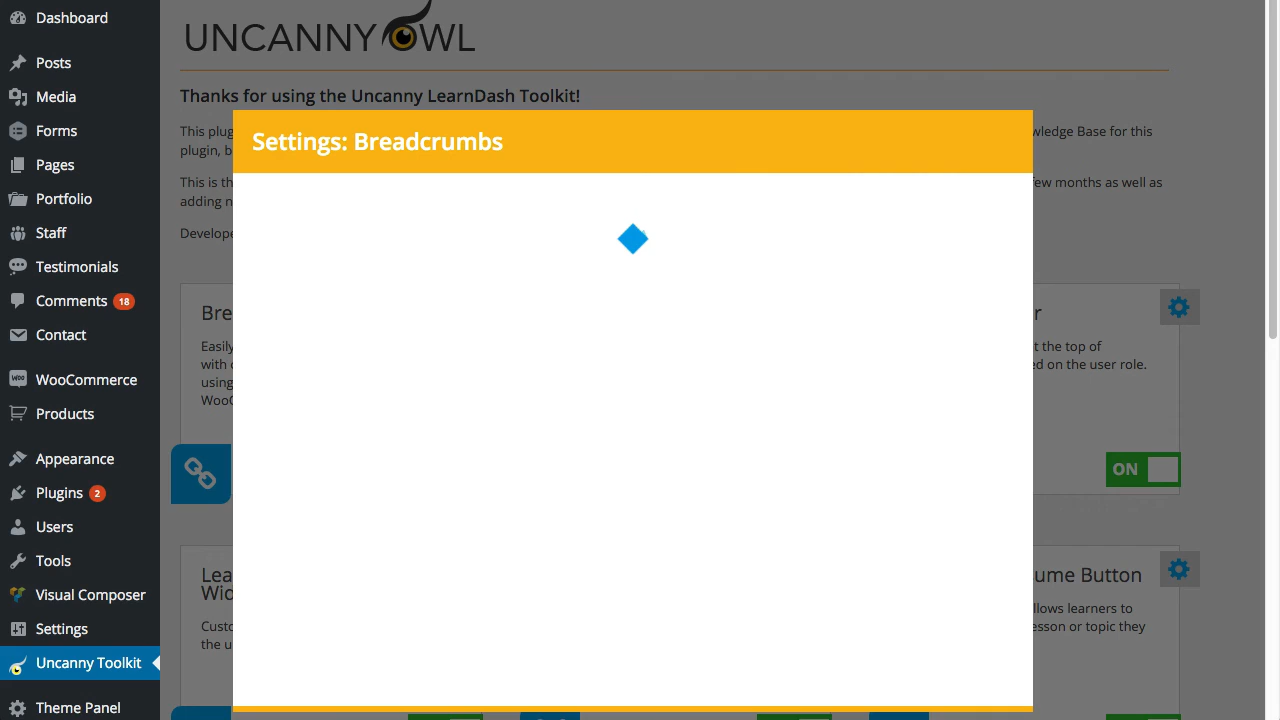 Dashboard
Posts
Media
Forms
Pages
Portfolio
Staff
Testimonials
Comments 18
Contact
WooCommerce
Products
Appearance
Plugins 2
Users
Tools
Visual Composer
Settings
Uncanny Toolkit
Theme Panel
UNCANNY OWL
Thanks for using the Uncanny LearnDash Toolkit!
This plug
wledge Base for this
plugin, b
This is th
few months as well as
adding n
Develope
Settings: Breadcrumbs
Bre
Easily
with c
using
WooC
r
t the top of
d on the user role.
ON
Lea
Wid
Custo
the u
ume Button
llows learners to
esson or topic they